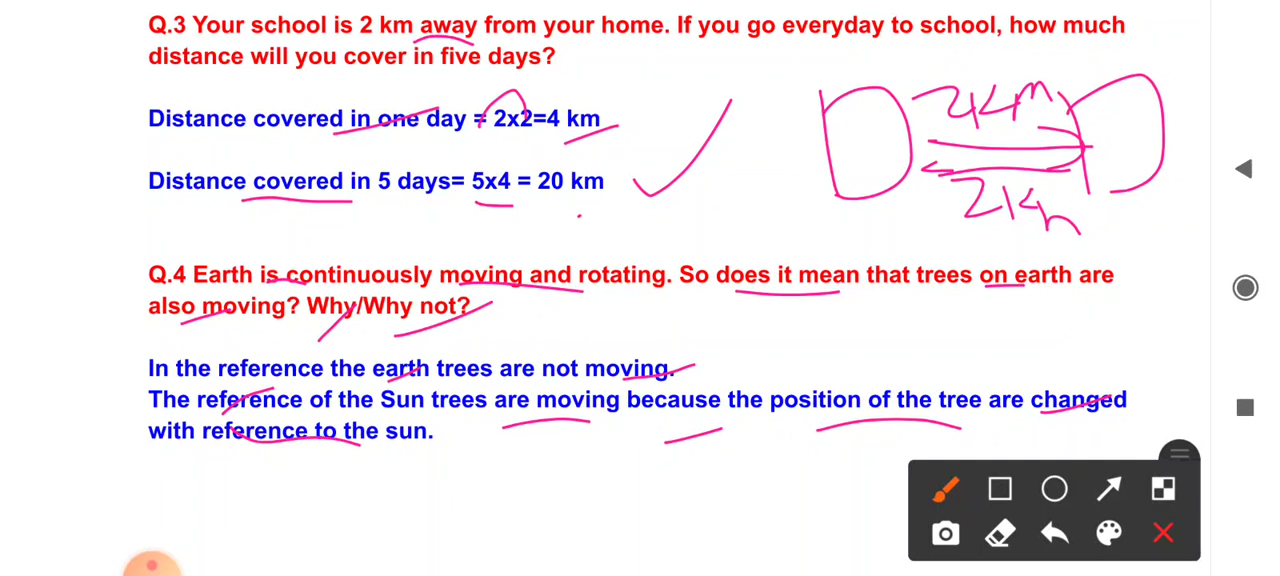 Q.3 Your school is 2 km away from your home. If you go everyday to school, how much
distance will you cover in five days?
Distance covered in one day = 2x2=4 km
2km
Distance covered in 5 days= 5x4 = 20 km
2km
Q.4 Earth is continuously moving and rotating. So does it mean that trees on earth are
also moving? Why/Why not?
In the reference the earth trees are not moving.
The reference of the Sun trees are moving because the position of the tree are changed
with reference to the sun.